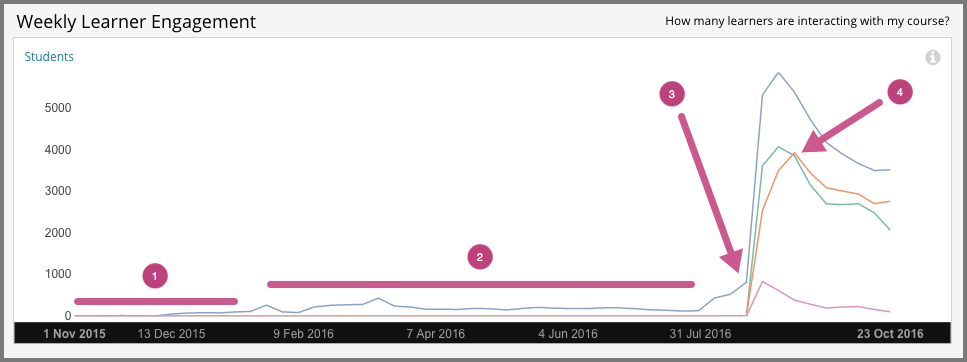 Weekly Learner Engagement
How many learners are interacting with my course?
Students
i
5000
4000
3000
2000
1000
0
1
2
3
4
1 Nov 2015 13 Dec 2015 9 Feb 2016 7 Apr 2016 4 Jun 2016 31 Jul 2016 23 Oct 2016